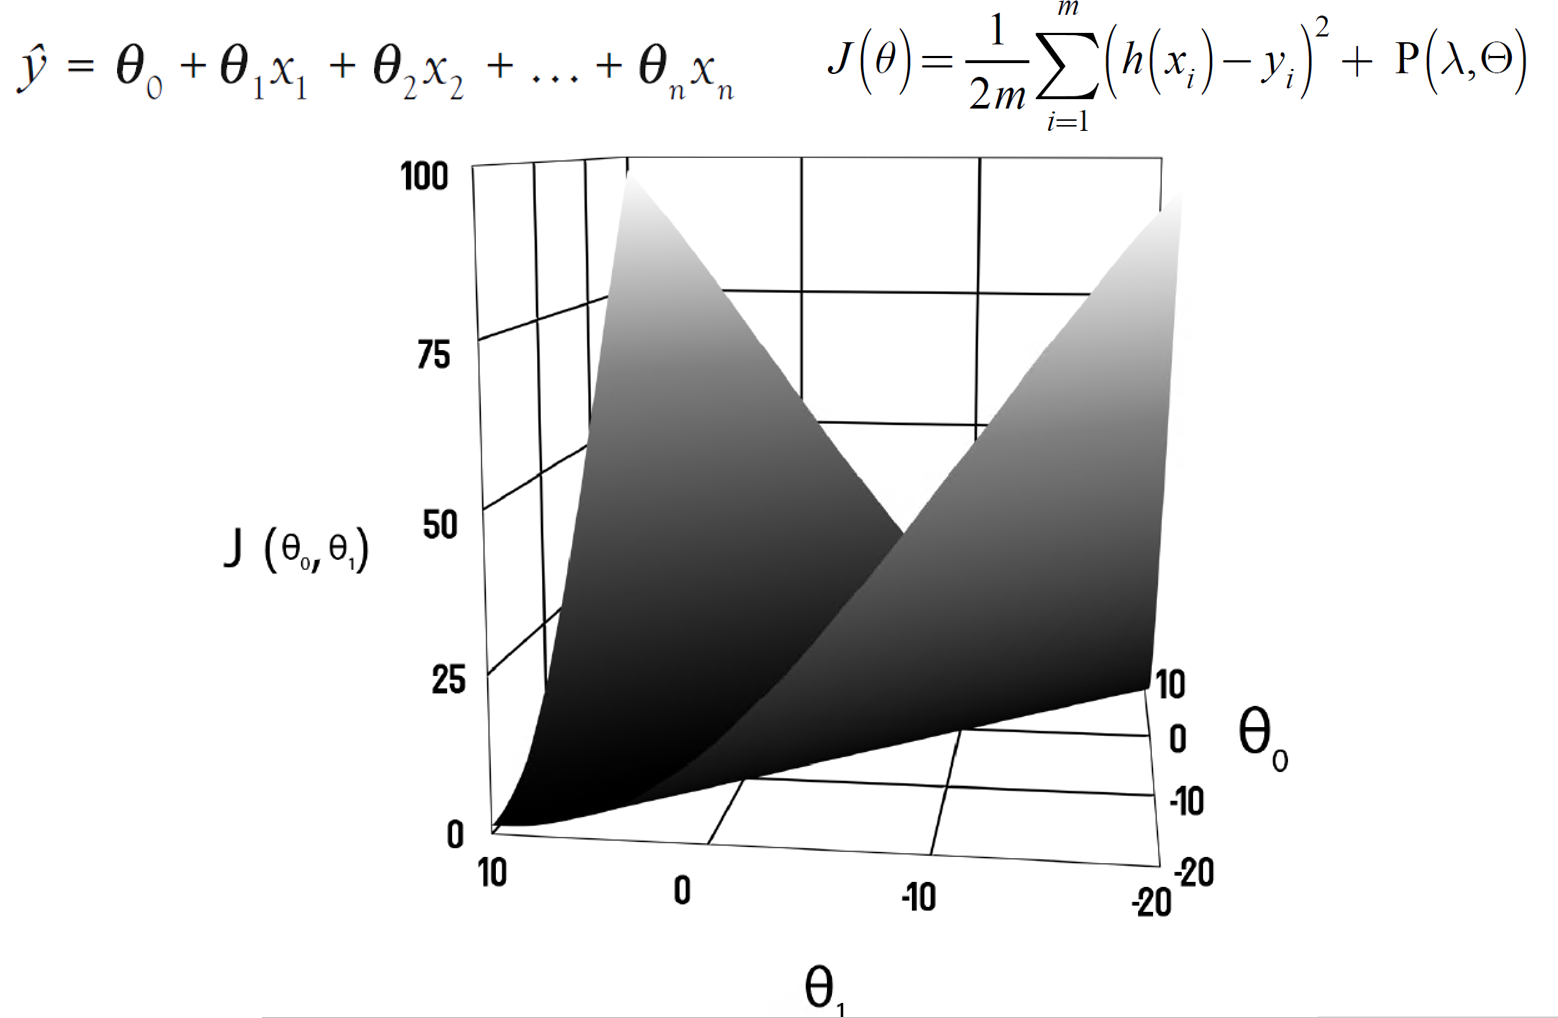 ŷ = θ₀ + θ₁x₁ + θ₂x₂ + ... + θₙxₙ
J(θ) = 1/2m ∑ᵢ₌₁ᵐ (h(xᵢ) − yᵢ)² + P(λ,Θ)
100
75
50
25
0
J (θ₀, θ₁)
10
0
-10
-20
θ₁
10
0
-10
-20
θ₀